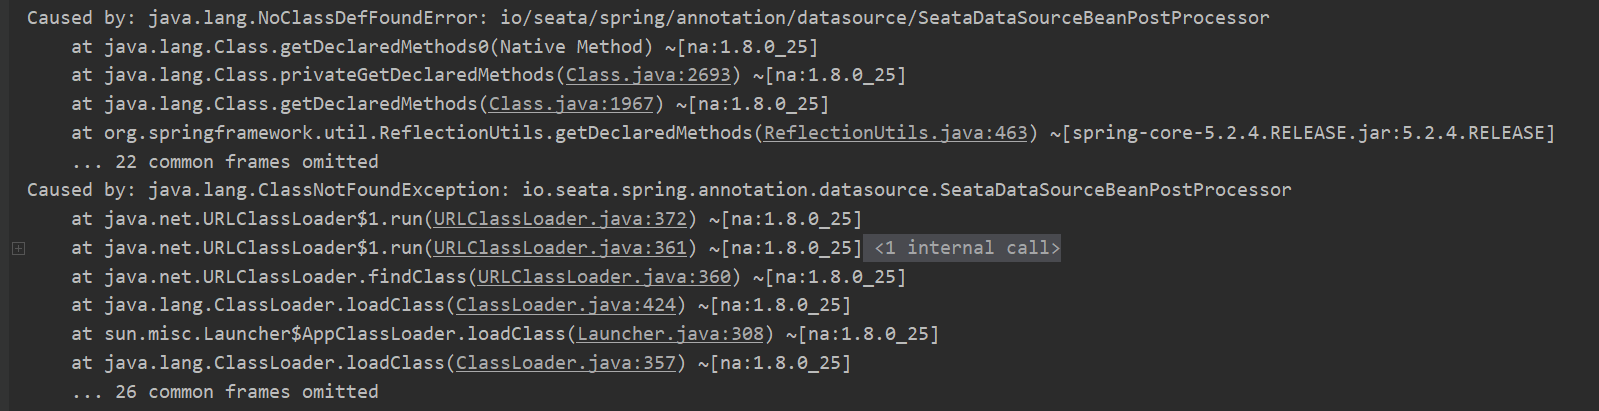 Caused by: java.lang.NoClassDefFoundError: io/seata/spring/annotation/datasource/SeataDataSourceBeanPostProcessor
at java.lang.Class.getDeclaredMethods0(Native Method) ~[na:1.8.0_25]
at java.lang.Class.privateGetDeclaredMethods(Class.java:2693) ~[na:1.8.0_25]
at java.lang.Class.getDeclaredMethods(Class.java:1967) ~[na:1.8.0_25]
at org.springframework.util.ReflectionUtils.getDeclaredMethods(ReflectionUtils.java:463) ~[spring-core-5.2.4.RELEASE.jar:5.2.4.RELEASE]
... 22 common frames omitted
Caused by: java.lang.ClassNotFoundException: io.seata.spring.annotation.datasource.SeataDataSourceBeanPostProcessor
at java.net.URLClassLoader$1.run(URLClassLoader.java:372) ~[na:1.8.0_25]
at java.net.URLClassLoader$1.run(URLClassLoader.java:361) ~[na:1.8.0_25] <1 internal call>
at java.net.URLClassLoader.findClass(URLClassLoader.java:360) ~[na:1.8.0_25]
at java.lang.ClassLoader.loadClass(ClassLoader.java:424) ~[na:1.8.0_25]
at sun.misc.Launcher$AppClassLoader.loadClass(Launcher.java:308) ~[na:1.8.0_25]
at java.lang.ClassLoader.loadClass(ClassLoader.java:357) ~[na:1.8.0_25]
... 26 common frames omitted